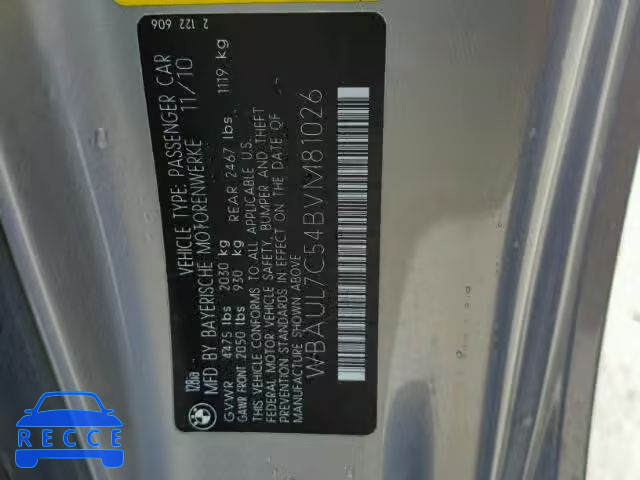 2 122 606
VEHICLE TYPE: PASSENGER CAR
MFD BY BAYERISCHE MOTORENWERKE 11/10
GVWR 4475 lbs 2030 kg
GAWR FRONT 2050 lbs 930 kg REAR 2467 lbs 1119 kg
THIS VEHICLE CONFORMS TO ALL APPLICABLE U.S.
FEDERAL MOTOR VEHICLE SAFETY, BUMPER AND THEFT
PREVENTION STANDARDS IN EFFECT ON THE DATE OF
MANUFACTURE SHOWN ABOVE
WBAUL7C54BVM81026
BMW
RECCE